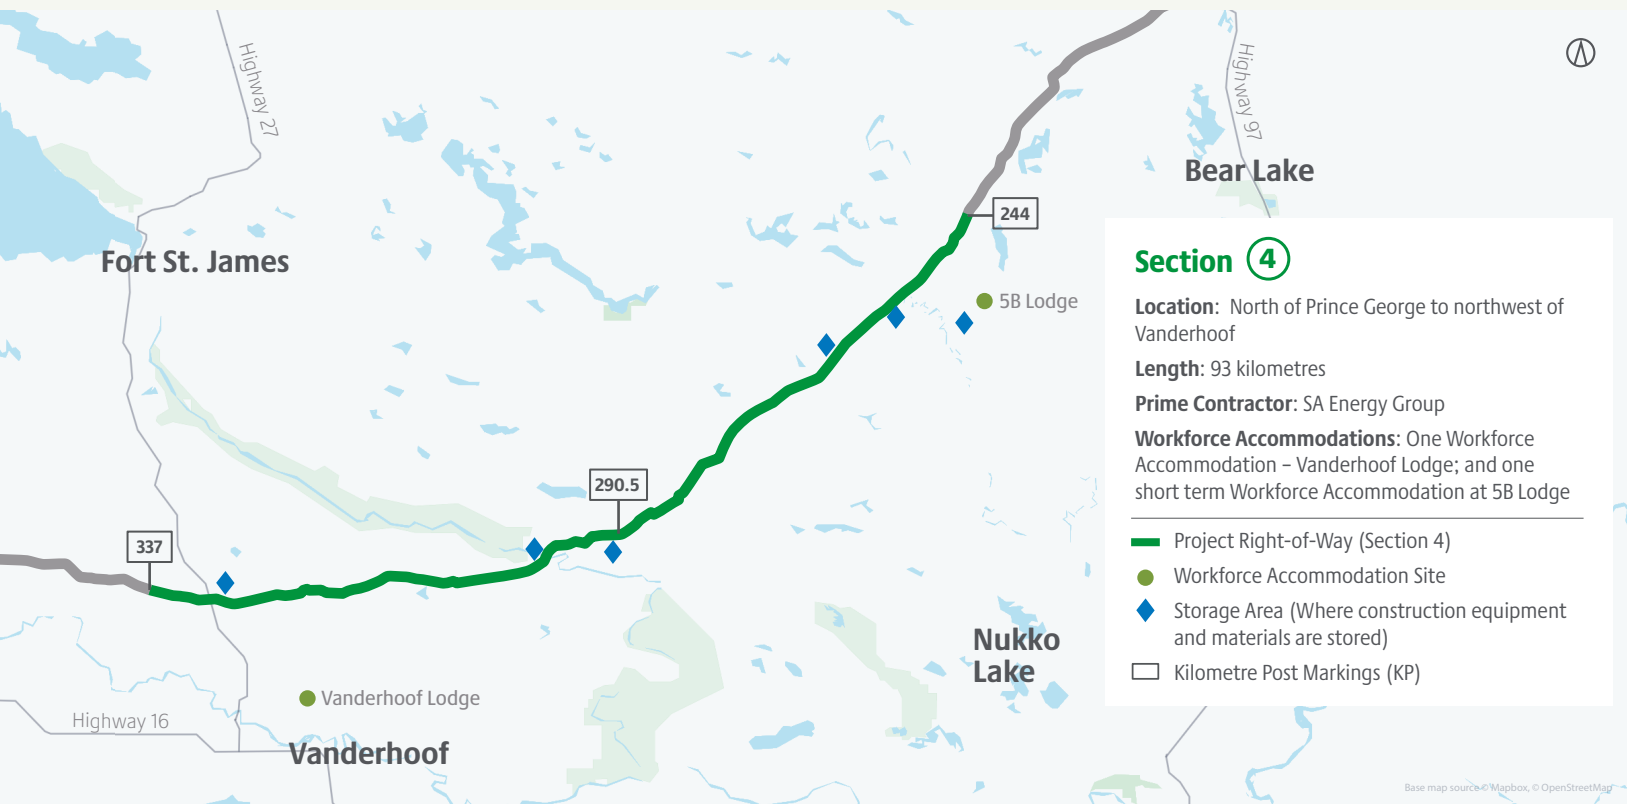 Highway 27
Highway 97
Bear Lake
244
Fort St. James
5B Lodge
290.5
337
Nukko
Lake
Vanderhoof Lodge
Highway 16
Vanderhoof
Section 4
Location: North of Prince George to northwest of
Vanderhoof
Length: 93 kilometres
Prime Contractor: SA Energy Group
Workforce Accommodations: One Workforce
Accommodation – Vanderhoof Lodge; and one
short term Workforce Accommodation at 5B Lodge
Project Right-of-Way (Section 4)
Workforce Accommodation Site
Storage Area (Where construction equipment
and materials are stored)
Kilometre Post Markings (KP)
Base map source © Mapbox, © OpenStreetMap